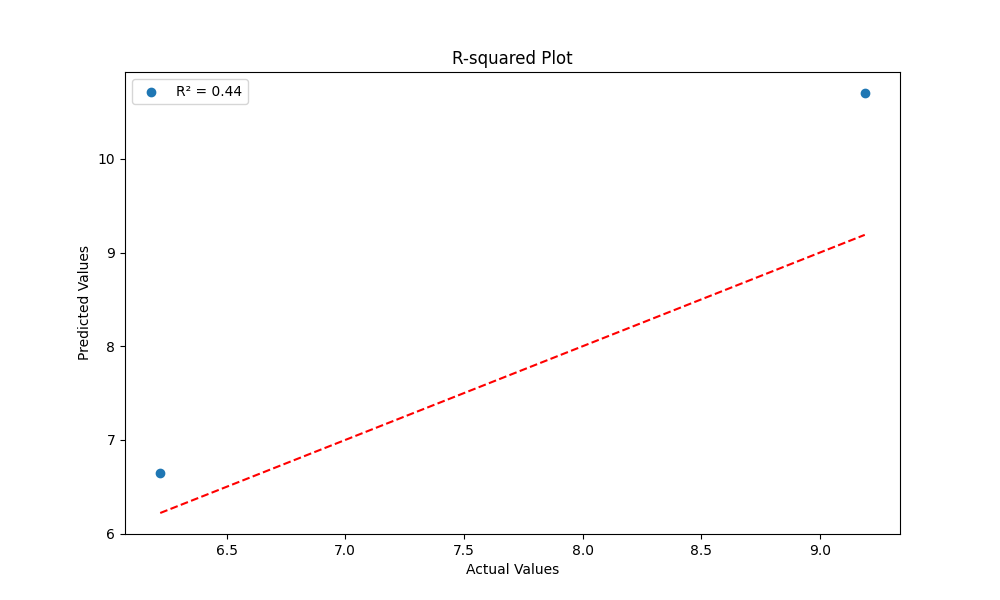 R-squared Plot
R² = 0.44
10
9
8
7
6
Predicted Values
6.5 7.0 7.5 8.0 8.5 9.0
Actual Values